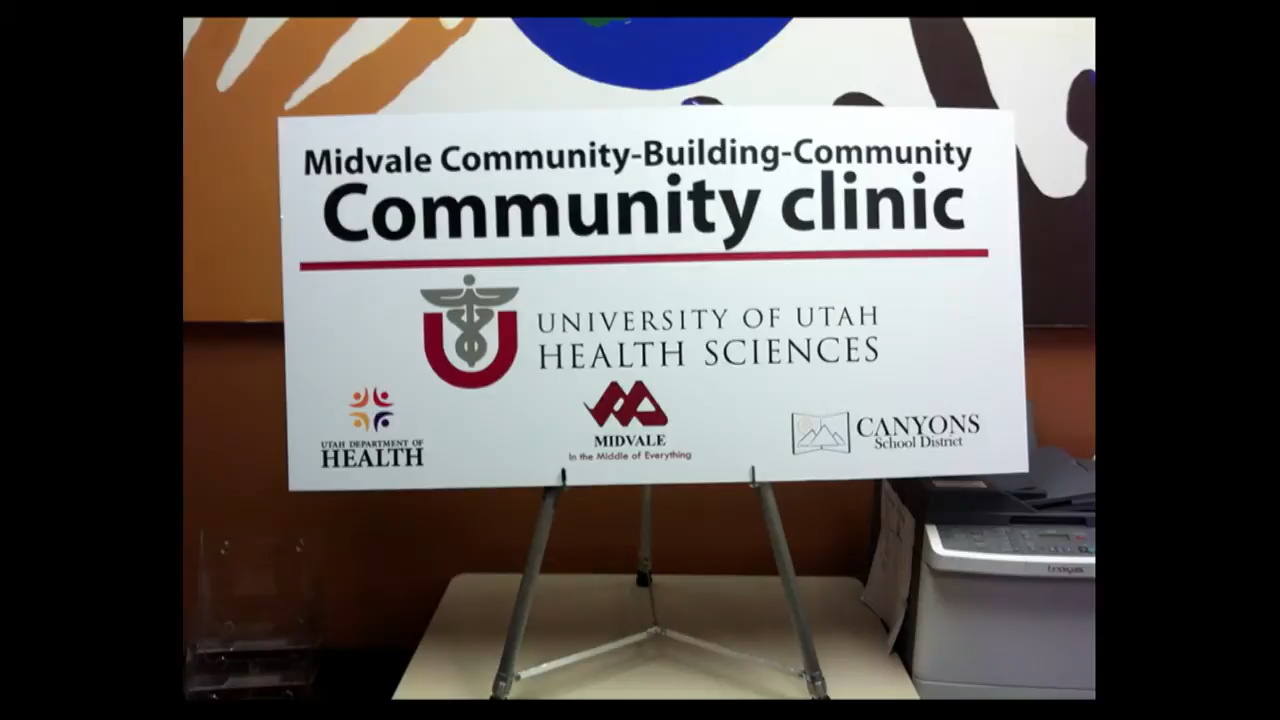 Midvale Community-Building-Community
Community clinic
UNIVERSITY OF UTAH
HEALTH SCIENCES
UTAH DEPARTMENT OF
HEALTH
MIDVALE
In the Middle of Everything
CANYONS
School District
Lexmark